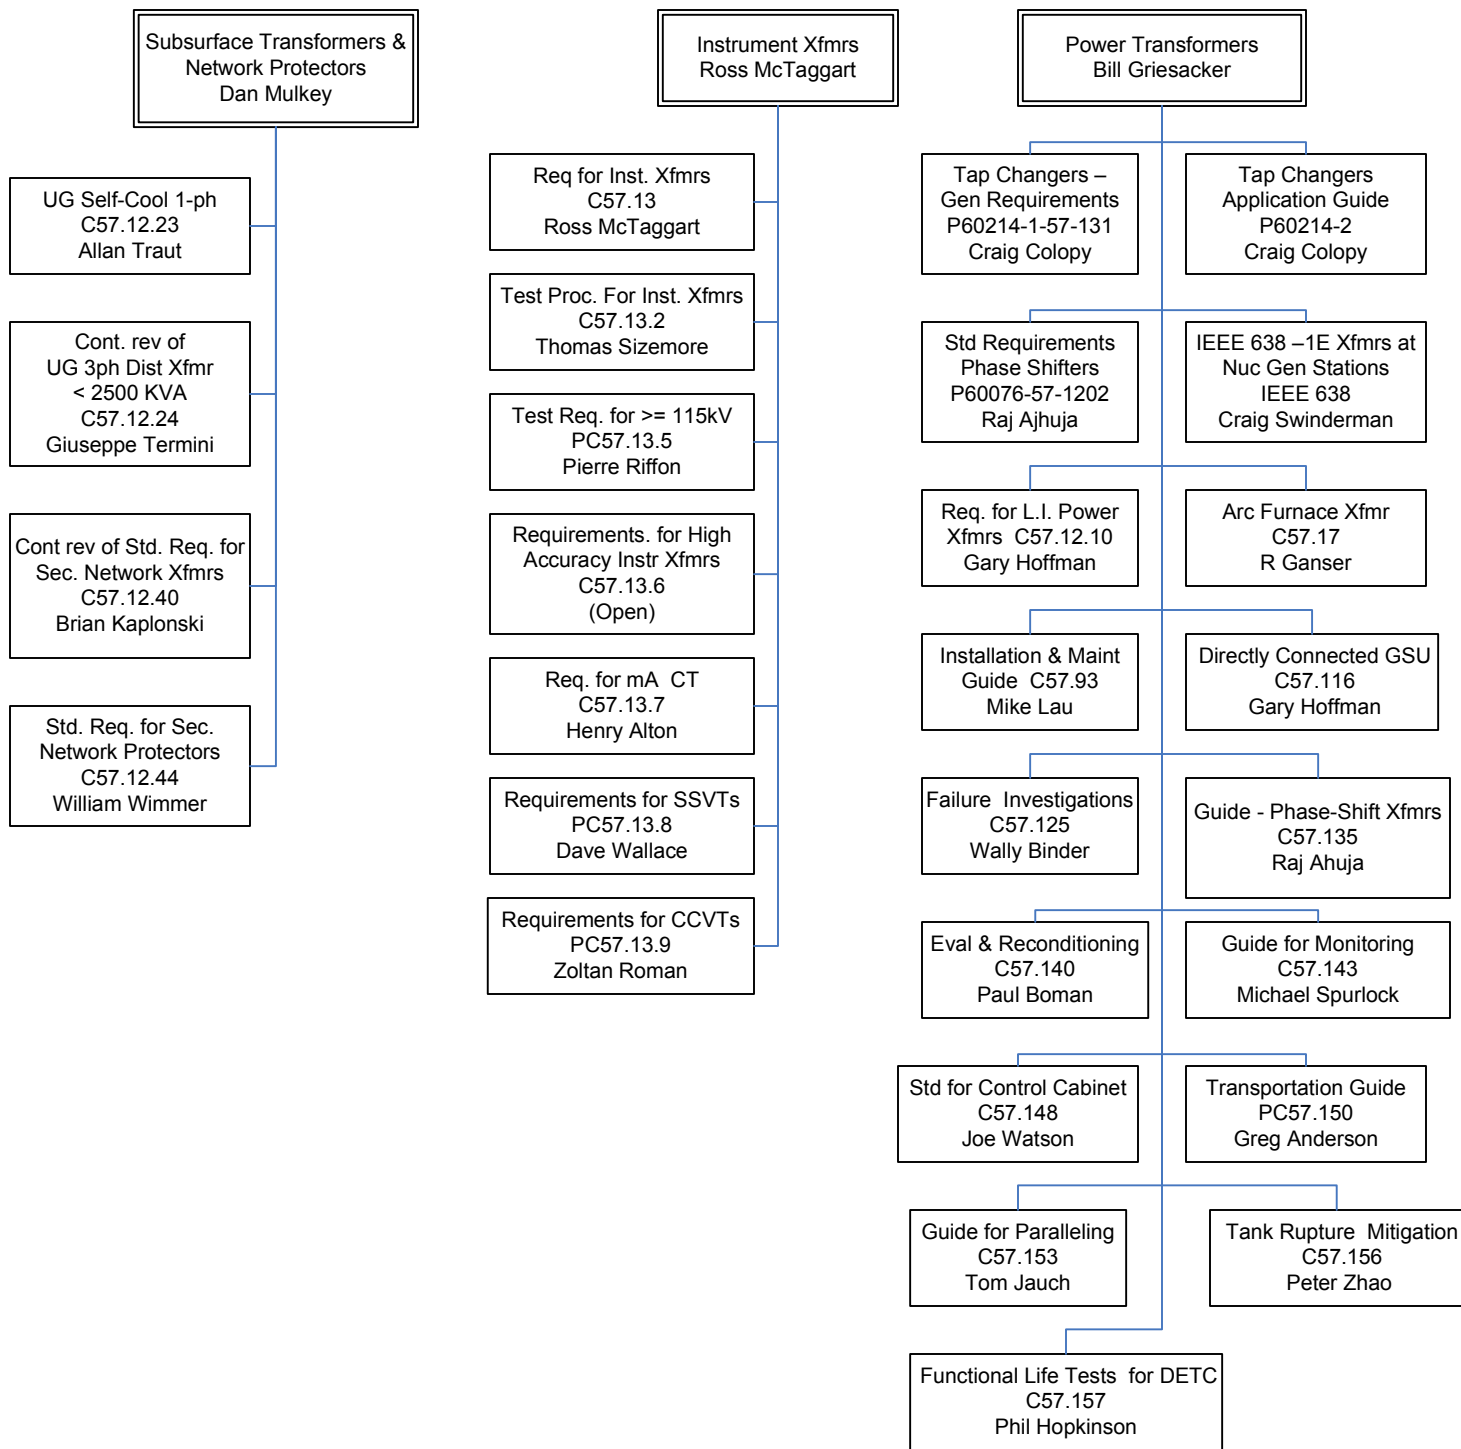 Subsurface Transformers &
Network Protectors
Dan Mulkey
UG Self-Cool 1-ph
C57.12.23
Allan Traut
Cont. rev of
UG 3ph Dist Xfmr
< 2500 KVA
C57.12.24
Giuseppe Termini
Cont rev of Std. Req. for
Sec. Network Xfmrs
C57.12.40
Brian Kaplonski
Std. Req. for Sec.
Network Protectors
C57.12.44
William Wimmer
Instrument Xfmrs
Ross McTaggart
Req for Inst. Xfmrs
C57.13
Ross McTaggart
Test Proc. For Inst. Xfmrs
C57.13.2
Thomas Sizemore
Test Req. for >= 115kV
PC57.13.5
Pierre Riffon
Requirements. for High
Accuracy Instr Xfmrs
C57.13.6
(Open)
Req. for mA CT
C57.13.7
Henry Alton
Requirements for SSVTs
PC57.13.8
Dave Wallace
Requirements for CCVTs
PC57.13.9
Zoltan Roman
Power Transformers
Bill Griesacker
Tap Changers –
Gen Requirements
P60214-1-57-131
Craig Colopy
Tap Changers
Application Guide
P60214-2
Craig Colopy
Std Requirements
Phase Shifters
P60076-57-1202
Raj Ajhuja
IEEE 638 –1E Xfmrs at
Nuc Gen Stations
IEEE 638
Craig Swinderman
Req. for L.I. Power
Xfmrs C57.12.10
Gary Hoffman
Arc Furnace Xfmr
C57.17
R Ganser
Installation & Maint
Guide C57.93
Mike Lau
Directly Connected GSU
C57.116
Gary Hoffman
Failure Investigations
C57.125
Wally Binder
Guide - Phase-Shift Xfmrs
C57.135
Raj Ahuja
Eval & Reconditioning
C57.140
Paul Boman
Guide for Monitoring
C57.143
Michael Spurlock
Std for Control Cabinet
C57.148
Joe Watson
Transportation Guide
PC57.150
Greg Anderson
Guide for Paralleling
C57.153
Tom Jauch
Tank Rupture Mitigation
C57.156
Peter Zhao
Functional Life Tests for DETC
C57.157
Phil Hopkinson